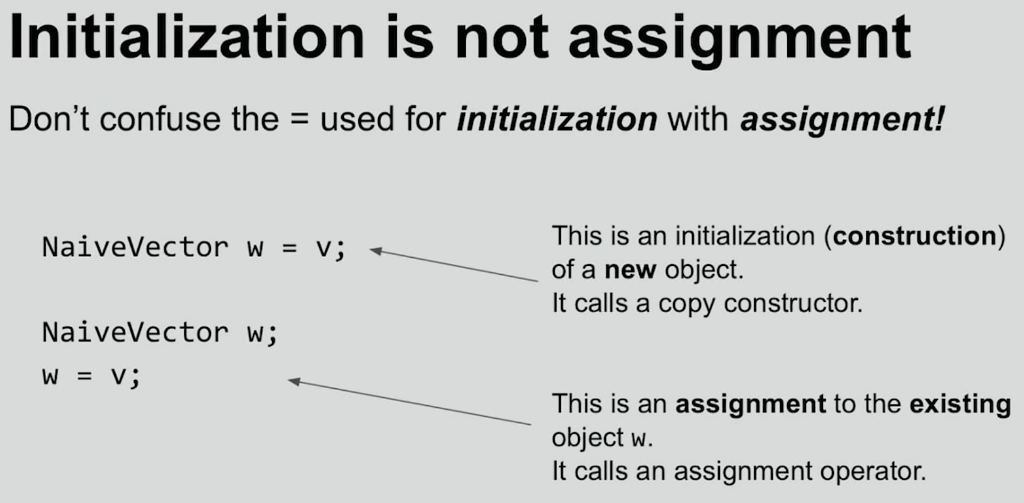 Initialization is not assignment
Don't confuse the = used for initialization with assignment!
NaiveVector w = v;
This is an initialization (construction)
of a new object.
It calls a copy constructor.
NaiveVector w;
w = v;
This is an assignment to the existing
object w.
It calls an assignment operator.